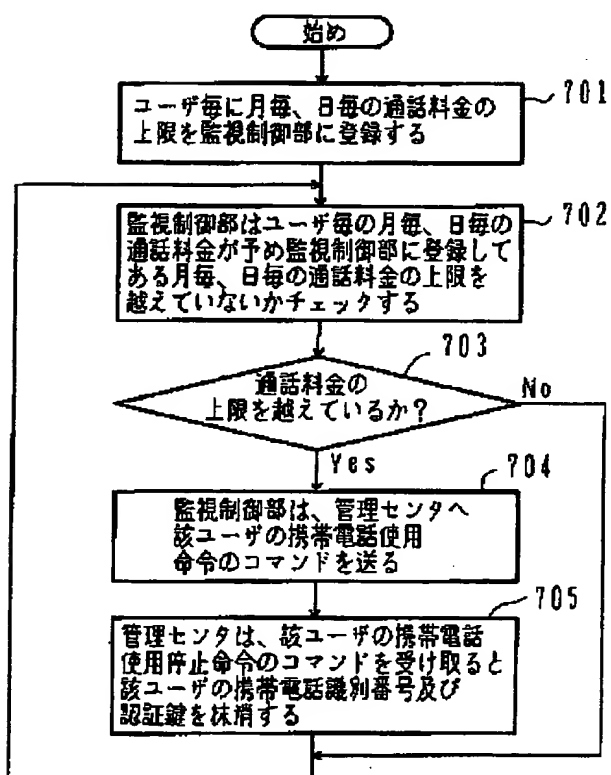 始め
ユーザ毎に月毎、日毎の通話料金の
上限を監視制御部に登録する
701
監視制御部はユーザ毎の月毎、日毎の
通話料金が予め監視制御部に登録して
ある月毎、日毎の通話料金の上限を
越えていないかチェックする
702
703
通話料金の
上限を越えているか?
No
Yes
704
監視制御部は、管理センタへ
該ユーザの携帯電話使用
命令のコマンドを送る
705
管理センタは、該ユーザの携帯電話
使用停止命令のコマンドを受け取ると
該ユーザの携帯電話識別番号及び
認証鍵を抹消する